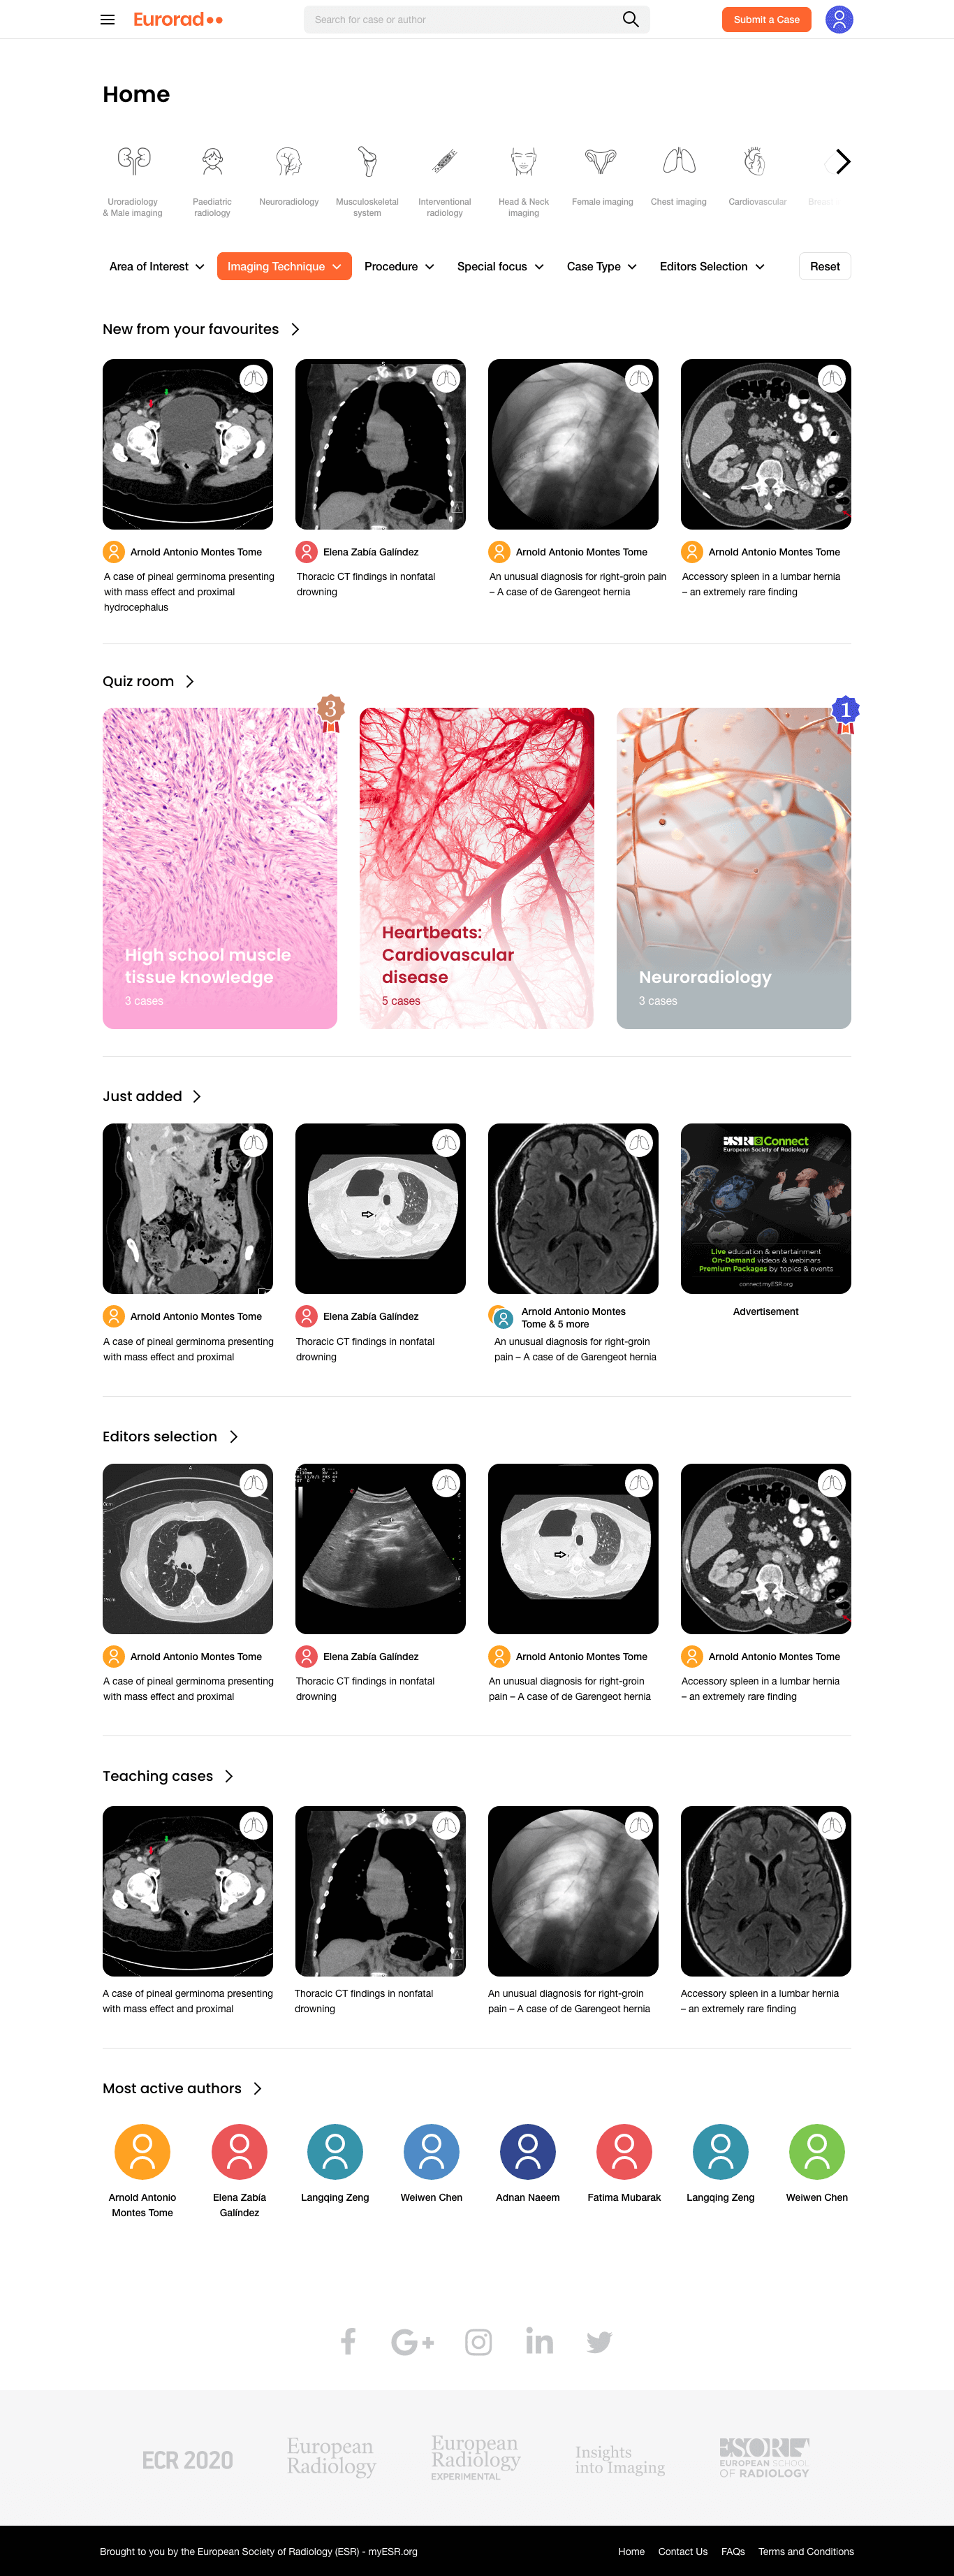 Eurorad
Search for case or author
Submit a Case
Home
Uroradiology
& Male imaging
Paediatric
radiology
Neuroradiology
Musculoskeletal
system
Interventional
radiology
Head & Neck
imaging
Female imaging
Chest imaging
Cardiovascular
Area of Interest
Imaging Technique
Procedure
Special focus
Case Type
Editors Selection
Reset
New from your favourites
Arnold Antonio Montes Tome
A case of pineal germinoma presenting
with mass effect and proximal
hydrocephalus
Elena Zabía Galíndez
Thoracic CT findings in nonfatal
drowning
Arnold Antonio Montes Tome
An unusual diagnosis for right-groin pain
– A case of de Garengeot hernia
Arnold Antonio Montes Tome
Accessory spleen in a lumbar hernia
– an extremely rare finding
Quiz room
3
High school muscle
tissue knowledge
3 cases
Heartbeats:
Cardiovascular
disease
5 cases
1
Neuroradiology
3 cases
Just added
Arnold Antonio Montes Tome
A case of pineal germinoma presenting
with mass effect and proximal
Elena Zabía Galíndez
Thoracic CT findings in nonfatal
drowning
Arnold Antonio Montes
Tome & 5 more
An unusual diagnosis for right-groin
pain – A case of de Garengeot hernia
ESR Connect
European Society of Radiology
Live education & entertainment
On-Demand videos & webinars
Premium Packages by topics & events
connect.myESR.org
Advertisement
Editors selection
Arnold Antonio Montes Tome
A case of pineal germinoma presenting
with mass effect and proximal
Elena Zabía Galíndez
Thoracic CT findings in nonfatal
drowning
Arnold Antonio Montes Tome
An unusual diagnosis for right-groin
pain – A case of de Garengeot hernia
Arnold Antonio Montes Tome
Accessory spleen in a lumbar hernia
– an extremely rare finding
Teaching cases
A case of pineal germinoma presenting
with mass effect and proximal
Thoracic CT findings in nonfatal
drowning
An unusual diagnosis for right-groin
pain – A case of de Garengeot hernia
Accessory spleen in a lumbar hernia
– an extremely rare finding
Most active authors
Arnold Antonio
Montes Tome
Elena Zabía
Galíndez
Langqing Zeng
Weiwen Chen
Adnan Naeem
Fatima Mubarak
Langqing Zeng
Weiwen Chen
ECR 2020
European
Radiology
European
Radiology
EXPERIMENTAL
Insights
into Imaging
ESOR
EUROPEAN SCHOOL
OF RADIOLOGY
Brought to you by the European Society of Radiology (ESR) - myESR.org
Home
Contact Us
FAQs
Terms and Conditions